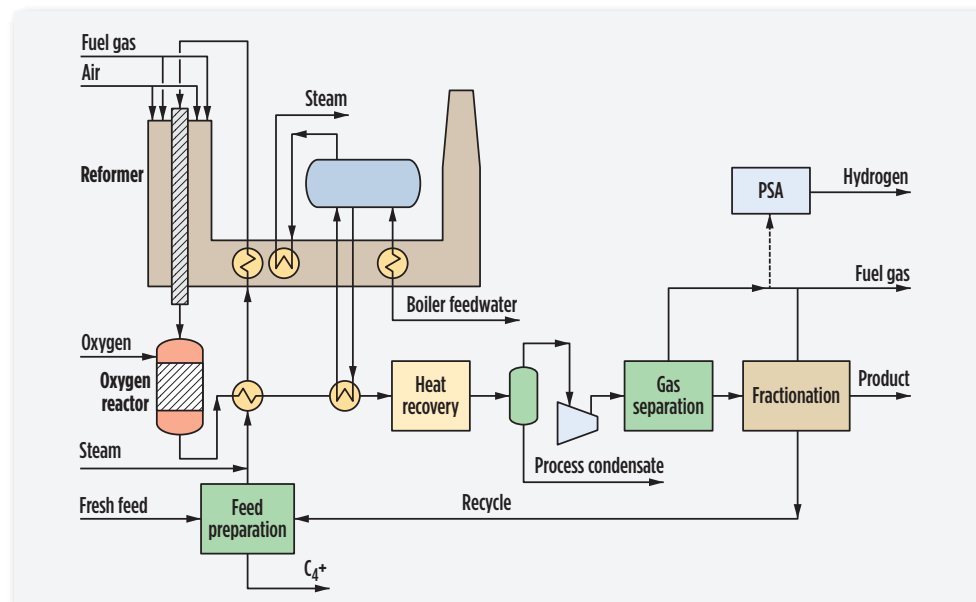 Fuel gas
Air
Steam
Reformer
PSA
Hydrogen
Fuel gas
Boiler feedwater
Oxygen
Oxygen
reactor
Heat
recovery
Gas
separation
Fractionation
Product
Steam
Process condensate
Fresh feed
Feed
preparation
Recycle
C₄+